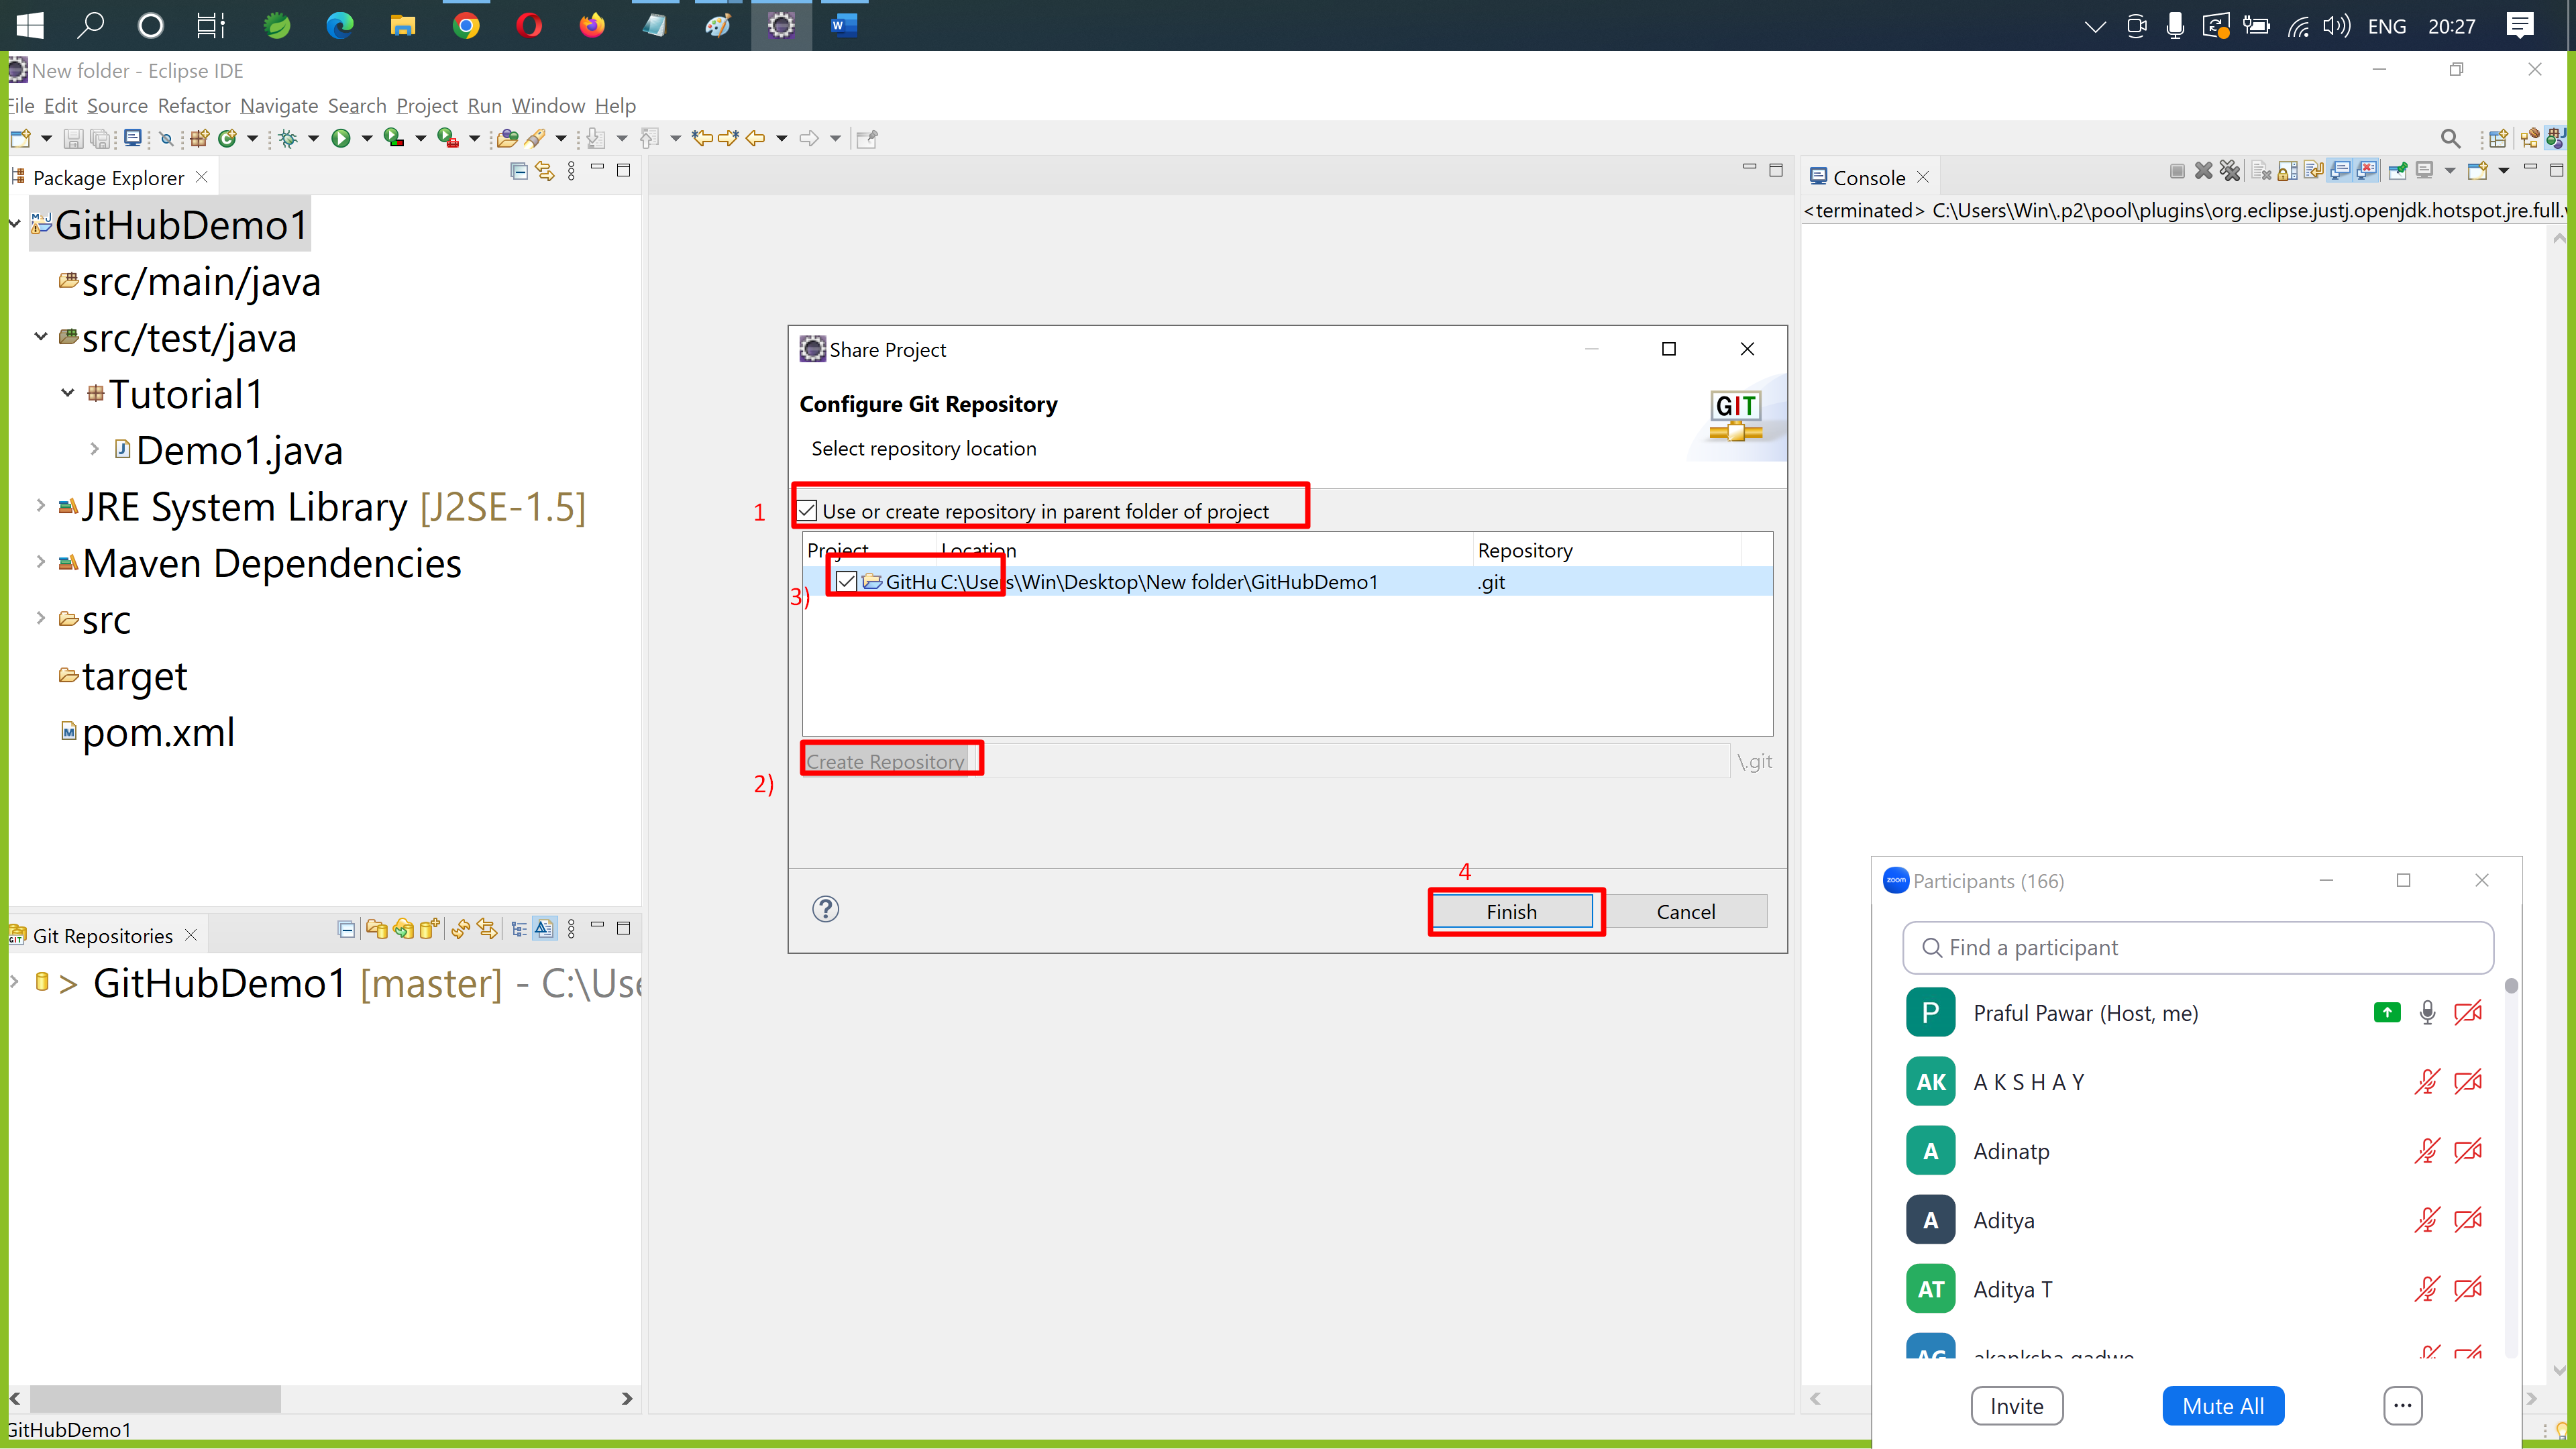 ENG 20:27
New folder - Eclipse IDE
File Edit Source Refactor Navigate Search Project Run Window Help
Package Explorer
GitHubDemo1
src/main/java
src/test/java
Tutorial1
Demo1.java
JRE System Library [J2SE-1.5]
Maven Dependencies
src
target
pom.xml
Git Repositories
> GitHubDemo1 [master] - C:\Use
GitHubDemo1
Share Project
Configure Git Repository
Select repository location
GIT
1
Use or create repository in parent folder of project
Project Location Repository
3)
GitHu C:\Users\Win\Desktop\New folder\GitHubDemo1 .git
2)
Create Repository \.git
4
Finish Cancel
Console
<terminated> C:\Users\Win\.p2\pool\plugins\org.eclipse.justj.openjdk.hotspot.jre.full.
zoom Participants (166)
Find a participant
P Praful Pawar (Host, me)
AK A K S H A Y
A Adinatp
A Aditya
AT Aditya T
AG akanksha gadwe
Invite Mute All